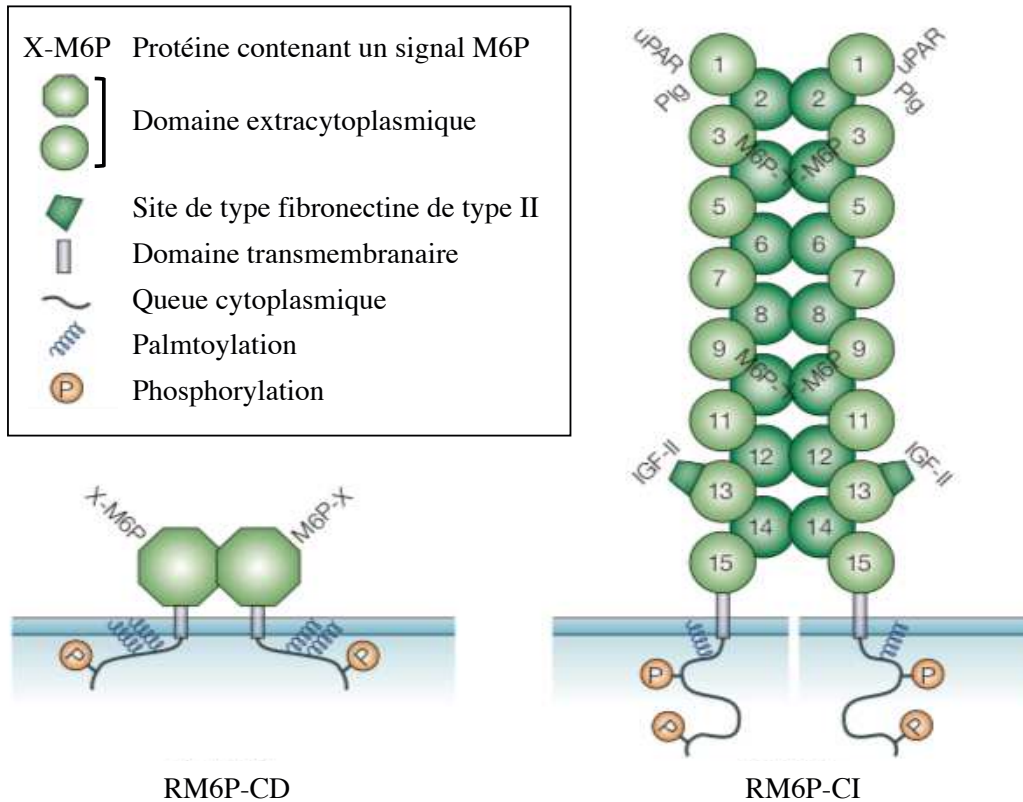 X-M6P Protéine contenant un signal M6P
Domaine extracytoplasmique
Site de type fibronectine de type II
Domaine transmembranaire
Queue cytoplasmique
Palmtoylation
P Phosphorylation
X-M6P M6P-X
P P
RM6P-CD
uPAR 1 1 uPAR
Plg 2 2 Plg
3 3
M6P-X-M6P
5 5
6 6
7 7
8 8
9 9
M6P-X-M6P
11 11
12 12
IGF-II 13 13 IGF-II
14 14
15 15
P P
P P
RM6P-CI